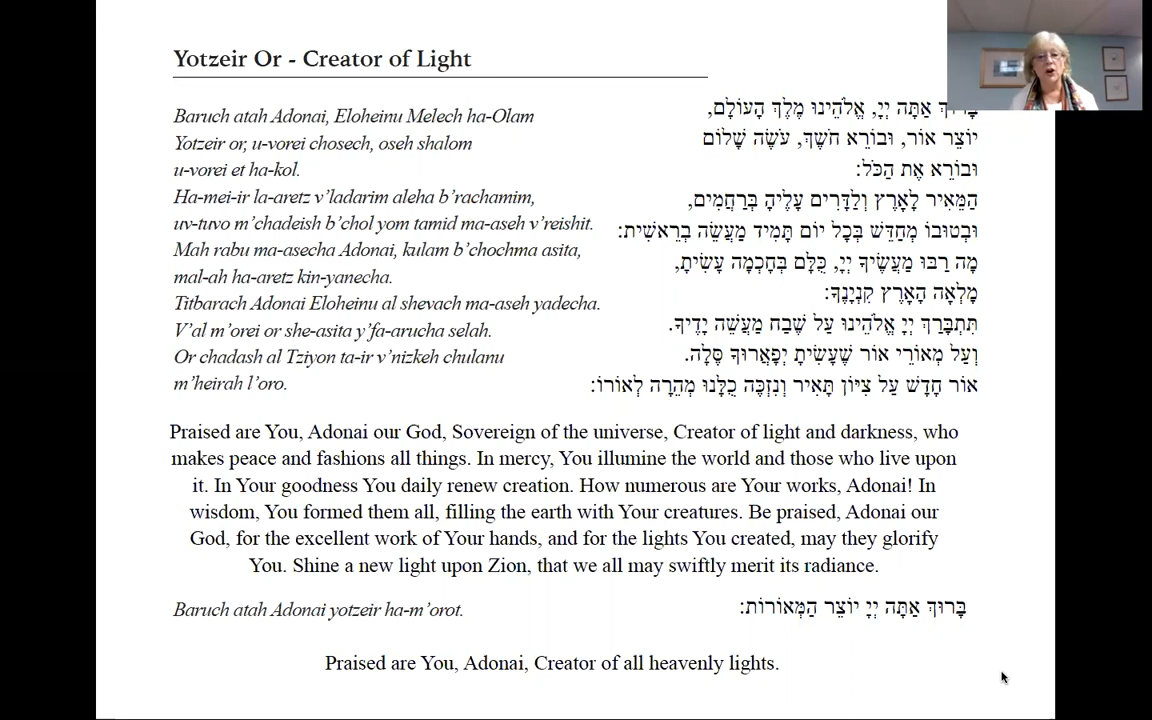 Yotzeir Or - Creator of Light
Baruch atah Adonai, Eloheinu Melech ha-Olam
Yotzeir or, u-vorei chosech, oseh shalom
u-vorei et ha-kol.
Ha-mei-ir la-aretz v'ladarim aleha b'rachamim,
uv-tuvo m'chadeish b'chol yom tamid ma-aseh v'reishit.
Mah rabu ma-asecha Adonai, kulam b'chochma asita,
mal-ah ha-aretz kin-yanecha.
Titbarach Adonai Eloheinu al shevach ma-aseh yadecha.
V'al m'orei or she-asita y'fa-arucha selah.
Or chadash al Tziyon ta-ir v'nizkeh chulanu
m'heirah l'oro.
בָּרוּךְ אַתָּה יְיָ, אֱלֹהֵינוּ מֶלֶךְ הָעוֹלָם,
יוֹצֵר אוֹר, וּבוֹרֵא חֹשֶׁךְ, עֹשֶׂה שָׁלוֹם
וּבוֹרֵא אֶת הַכֹּל:
הַמֵּאִיר לָאָרֶץ וְלַדָּרִים עָלֶיהָ בְּרַחֲמִים,
וּבְטוּבוֹ מְחַדֵּשׁ בְּכָל יוֹם תָּמִיד מַעֲשֵׂה בְרֵאשִׁית:
מָה רַבּוּ מַעֲשֶׂיךָ יְיָ, כֻּלָּם בְּחָכְמָה עָשִׂיתָ,
מָלְאָה הָאָרֶץ קִנְיָנֶךָ:
תִּתְבָּרַךְ יְיָ אֱלֹהֵינוּ עַל שֶׁבַח מַעֲשֵׂה יָדֶיךָ.
וְעַל מְאוֹרֵי אוֹר שֶׁעָשִׂיתָ יְפָאֲרוּךָ סֶּלָה.
אוֹר חָדָשׁ עַל צִיּוֹן תָּאִיר וְנִזְכֶּה כֻלָּנוּ מְהֵרָה לְאוֹרוֹ:
Praised are You, Adonai our God, Sovereign of the universe, Creator of light and darkness, who
makes peace and fashions all things. In mercy, You illumine the world and those who live upon
it. In Your goodness You daily renew creation. How numerous are Your works, Adonai! In
wisdom, You formed them all, filling the earth with Your creatures. Be praised, Adonai our
God, for the excellent work of Your hands, and for the lights You created, may they glorify
You. Shine a new light upon Zion, that we all may swiftly merit its radiance.
Baruch atah Adonai yotzeir ha-m'orot.
בָּרוּךְ אַתָּה יְיָ יוֹצֵר הַמְּאוֹרוֹת:
Praised are You, Adonai, Creator of all heavenly lights.